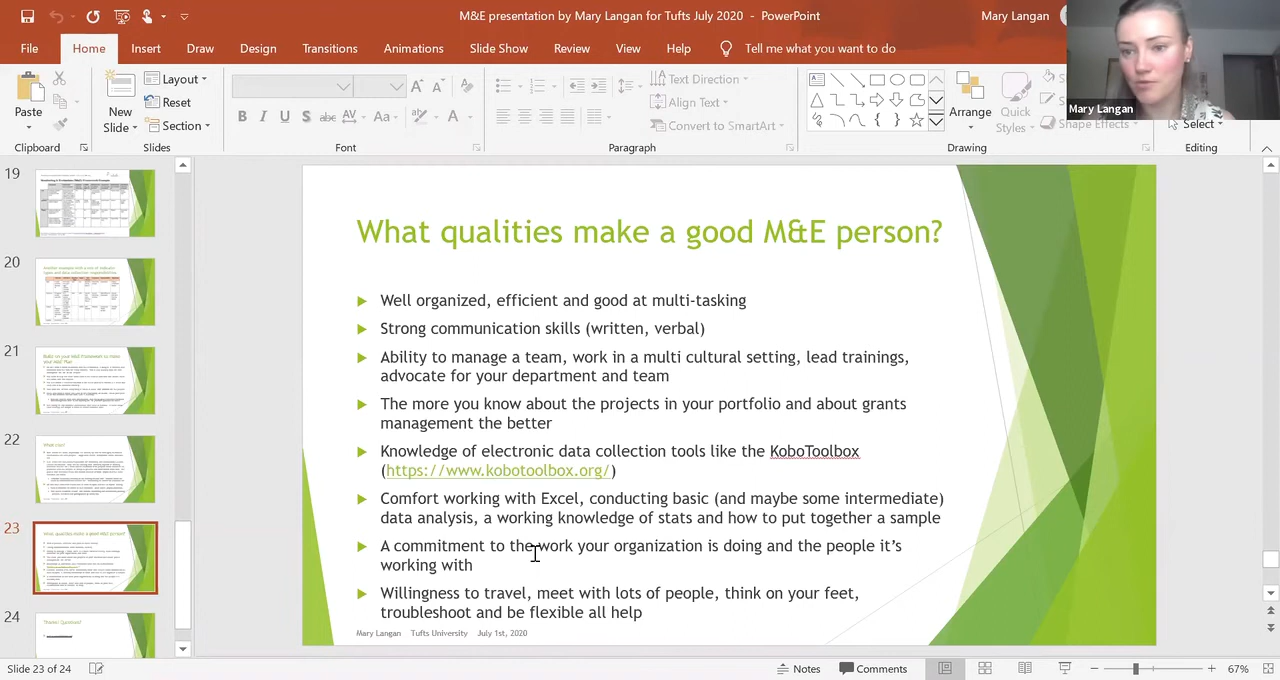 M&E presentation by Mary Langan for Tufts July 2020 - PowerPoint
Mary Langan
File Home Insert Draw Design Transitions Animations Slide Show Review View Help Tell me what you want to do
Paste
Clipboard
New
Slide
Layout
Reset
Section
Slides
B I U S abc AV Aa A
Font
Text Direction
Align Text
Convert to SmartArt
Paragraph
Arrange
Quick
Styles
Shape Effects
Drawing
Select
Editing
Mary Langan
19
20
21
22
23
24
What qualities make a good M&E person?
Well organized, efficient and good at multi-tasking
Strong communication skills (written, verbal)
Ability to manage a team, work in a multi cultural setting, lead trainings,
advocate for your department and team
The more you know about the projects in your portfolio and about grants
management the better
Knowledge of electronic data collection tools like the KoboToolbox
(https://www.kobotoolbox.org/)
Comfort working with Excel, conducting basic (and maybe some intermediate)
data analysis, a working knowledge of stats and how to put together a sample
A commitment to the work your organization is doing and the people it's
working with
Willingness to travel, meet with lots of people, think on your feet,
troubleshoot and be flexible all help
Mary Langan Tufts University July 1st, 2020
Slide 23 of 24
Notes
Comments
67%